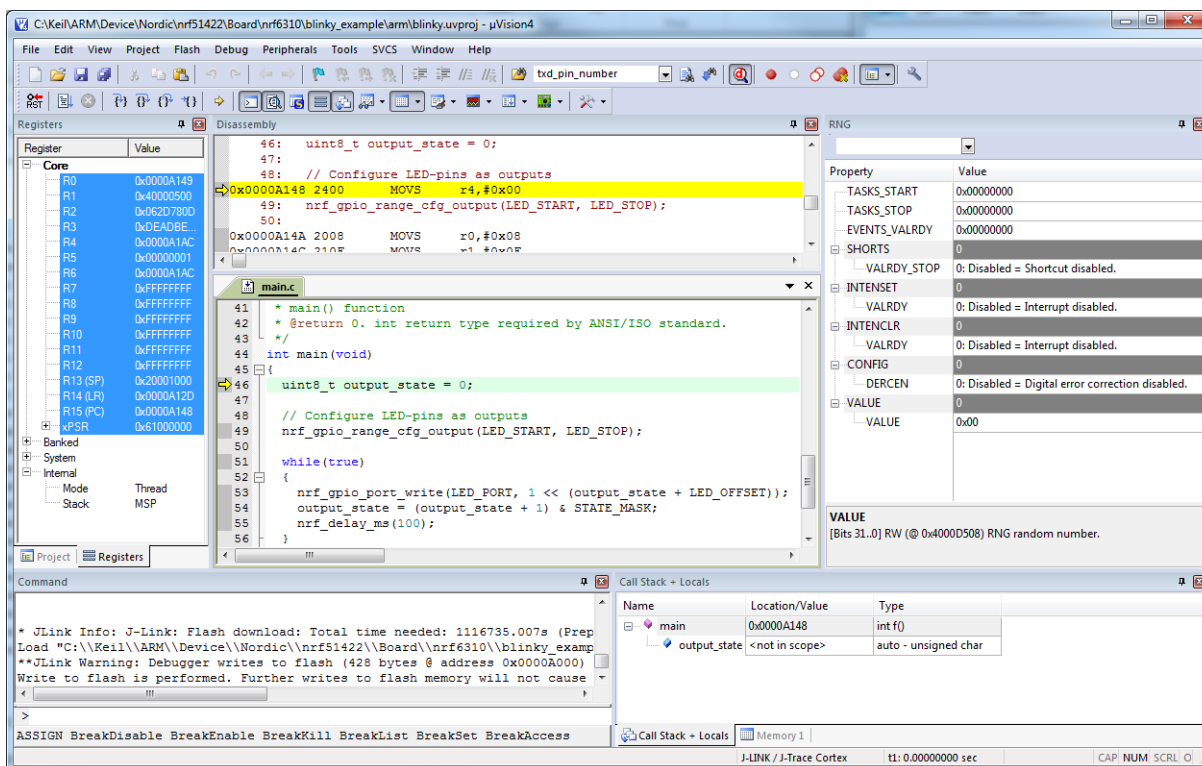 C:\Keil\ARM\Device\Nordic\nrf51422\Board\nrf6310\blinky_example\arm\blinky.uvproj - µVision4
File Edit View Project Flash Debug Peripherals Tools SVCS Window Help
txd_pin_number
RST
Registers
Register Value
Core
R0 0x0000A149
R1 0x40000500
R2 0x062D780D
R3 0xDEADBE...
R4 0x0000A1AC
R5 0x00000001
R6 0x0000A1AC
R7 0xFFFFFFFF
R8 0xFFFFFFFF
R9 0xFFFFFFFF
R10 0xFFFFFFFF
R11 0xFFFFFFFF
R12 0xFFFFFFFF
R13 (SP) 0x20001000
R14 (LR) 0x0000A12D
R15 (PC) 0x0000A148
xPSR 0x61000000
Banked
System
Internal
Mode Thread
Stack MSP
Project Registers
Disassembly
46: uint8_t output_state = 0;
47:
48: // Configure LED-pins as outputs
0x0000A148 2400 MOVS r4,#0x00
49: nrf_gpio_range_cfg_output(LED_START, LED_STOP);
50:
0x0000A14A 2008 MOVS r0,#0x08
0x0000A14C 210F MOVS r1,#0x0F
main.c
41 * main() function
42 * @return 0. int return type required by ANSI/ISO standard.
43 */
44 int main(void)
45 {
46 uint8_t output_state = 0;
47
48 // Configure LED-pins as outputs
49 nrf_gpio_range_cfg_output(LED_START, LED_STOP);
50
51 while(true)
52 {
53 nrf_gpio_port_write(LED_PORT, 1 << (output_state + LED_OFFSET));
54 output_state = (output_state + 1) & STATE_MASK;
55 nrf_delay_ms(100);
56 }
RNG
Property Value
TASKS_START 0x00000000
TASKS_STOP 0x00000000
EVENTS_VALRDY 0x00000000
SHORTS 0
VALRDY_STOP 0: Disabled = Shortcut disabled.
INTENSET 0
VALRDY 0: Disabled = Interrupt disabled.
INTENCLR 0
VALRDY 0: Disabled = Interrupt disabled.
CONFIG 0
DERCEN 0: Disabled = Digital error correction disabled.
VALUE 0
VALUE 0x00
VALUE
[Bits 31..0] RW (@ 0x4000D508) RNG random number.
Command
* JLink Info: J-Link: Flash download: Total time needed: 1116735.007s (Prep
Load "C:\\Keil\\ARM\\Device\\Nordic\\nrf51422\\Board\\nrf6310\\blinky_examp
**JLink Warning: Debugger writes to flash (428 bytes @ address 0x0000A000)
Write to flash is performed. Further writes to flash memory will not cause
>
ASSIGN BreakDisable BreakEnable BreakKill BreakList BreakSet BreakAccess
Call Stack + Locals
Name Location/Value Type
main 0x0000A148 int f()
output_state <not in scope> auto - unsigned char
Call Stack + Locals Memory 1
J-LINK / J-Trace Cortex t1: 0.00000000 sec CAP NUM SCRL O